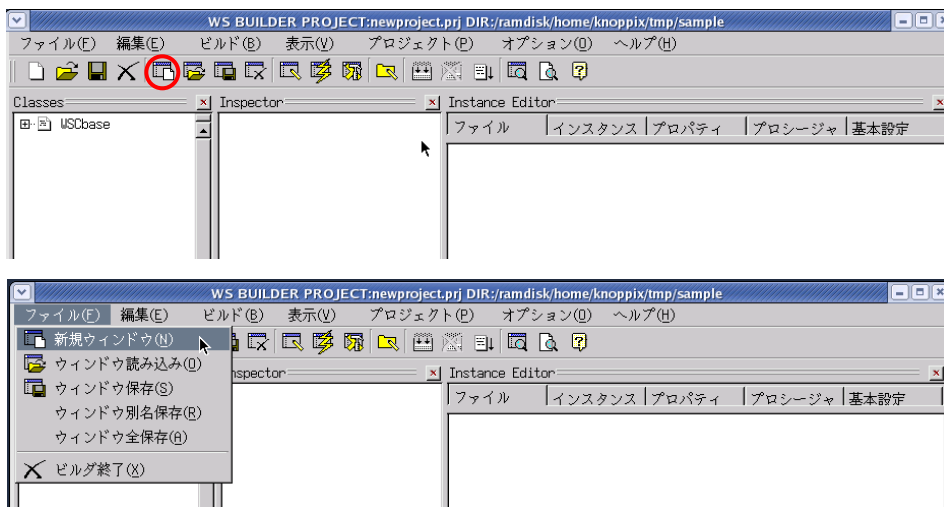 WS BUILDER PROJECT:newproject.prj DIR:/ramdisk/home/knoppix/tmp/sample
ファイル(F) 編集(E) ビルド(B) 表示(V) プロジェクト(P) オプション(O) ヘルプ(H)
Classes Inspector Instance Editor
WSCbase ファイル インスタンス プロパティ プロシージャ 基本設定
WS BUILDER PROJECT:newproject.prj DIR:/ramdisk/home/knoppix/tmp/sample
ファイル(F) 編集(E) ビルド(B) 表示(V) プロジェクト(P) オプション(O) ヘルプ(H)
新規ウィンドウ(N)
ウィンドウ読み込み(O)
nspector Instance Editor
ウィンドウ保存(S) ファイル インスタンス プロパティ プロシージャ 基本設定
ウィンドウ別名保存(R)
ウィンドウ全保存(A)
ビルダ終了(X)